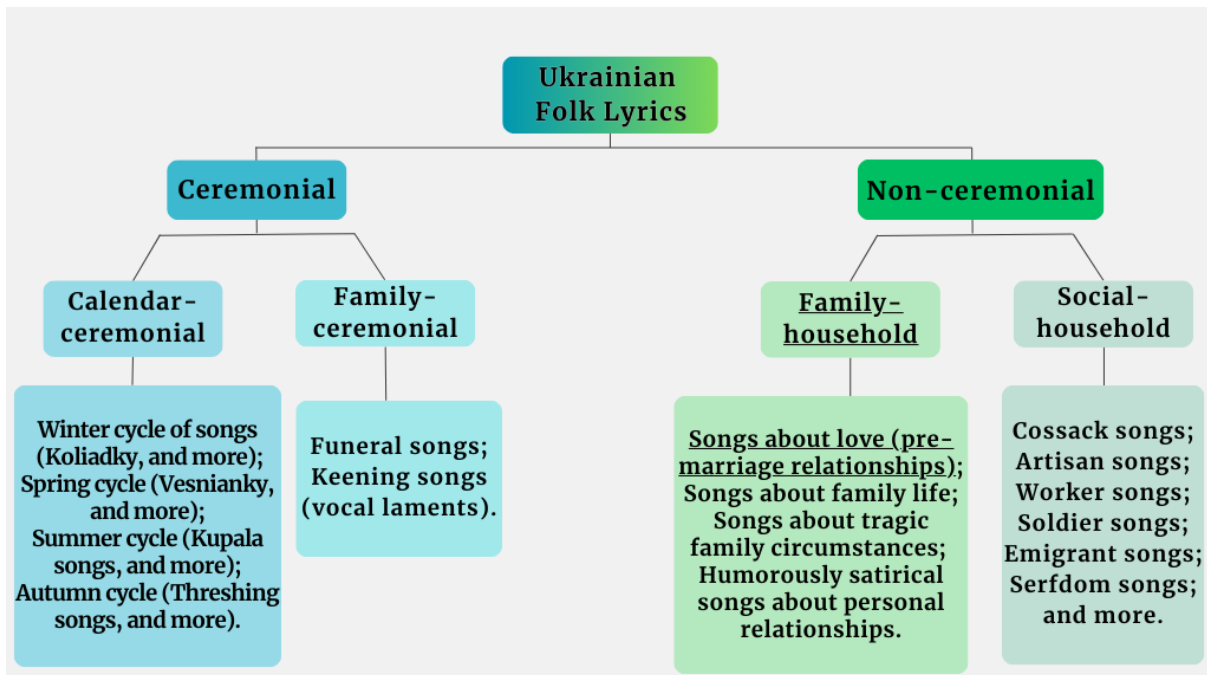 Ukrainian
Folk Lyrics
Ceremonial
Non-ceremonial
Calendar-
ceremonial
Family-
ceremonial
Family-
household
Social-
household
Winter cycle of songs
(Koliadky, and more);
Spring cycle (Vesnianky,
and more);
Summer cycle (Kupala
songs, and more);
Autumn cycle (Threshing
songs, and more).
Funeral songs;
Keening songs
(vocal laments).
Songs about love (pre-
marriage relationships);
Songs about family life;
Songs about tragic
family circumstances;
Humorously satirical
songs about personal
relationships.
Cossack songs;
Artisan songs;
Worker songs;
Soldier songs;
Emigrant songs;
Serfdom songs;
and more.